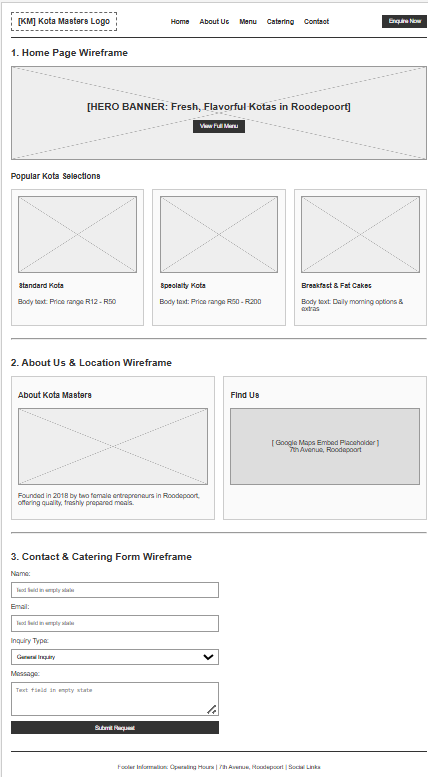 [KM] Kota Masters Logo
Home About Us Menu Catering Contact
Enquire Now
1. Home Page Wireframe
[HERO BANNER: Fresh, Flavorful Kotas in Roodepoort]
View Full Menu
Popular Kota Selections
Standard Kota
Body text: Price range R12 - R50
Specialty Kota
Body text: Price range R50 - R200
Breakfast & Fat Cakes
Body text: Daily morning options &
extras
2. About Us & Location Wireframe
About Kota Masters
Founded in 2018 by two female entrepreneurs in Roodepoort,
offering quality, freshly prepared meals.
Find Us
[ Google Maps Embed Placeholder ]
7th Avenue, Roodepoort
3. Contact & Catering Form Wireframe
Name:
Text field in empty state
Email:
Text field in empty state
Inquiry Type:
General Inquiry
Message:
Text field in empty state
Submit Request
Footer Information: Operating Hours | 7th Avenue, Roodepoort | Social Links